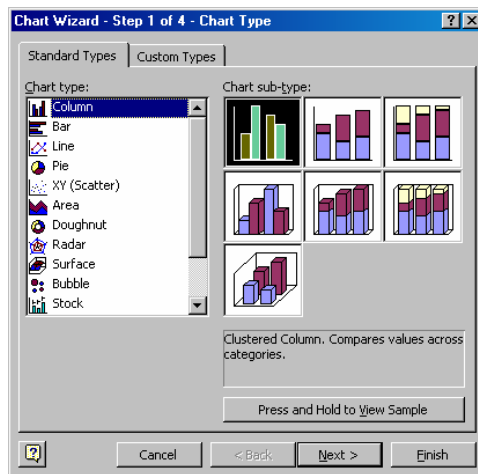 Chart Wizard - Step 1 of 4 - Chart Type
Standard Types
Custom Types
Chart type:
Column
Bar
Line
Pie
XY (Scatter)
Area
Doughnut
Radar
Surface
Bubble
Stock
Chart sub-type:
Clustered Column. Compares values across
categories.
Press and Hold to View Sample
Cancel
< Back
Next >
Finish